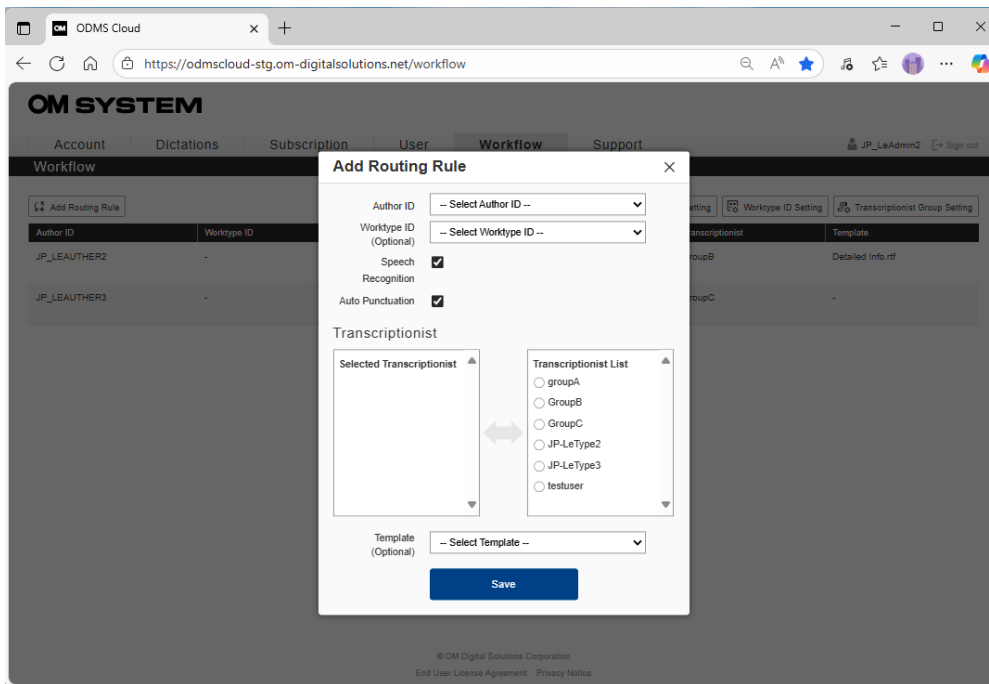 OM ODMS Cloud
https://odmscloud-stg.om-digitalsolutions.net/workflow
OM SYSTEM
Account Dictations Subscription User Workflow Support JP_LeAdmin2 Sign out
Workflow
Add Routing Rule
Add Routing Rule
Worktype ID Setting
Transcriptionist Group Setting
Author ID
Worktype ID
Template
JP_LEAUTHER2
-
Detailed Info.rtf
JP_LEAUTHER3
-
-
Author ID
-- Select Author ID --
Worktype ID
(Optional)
-- Select Worktype ID --
Speech
Recognition
Auto Punctuation
Transcriptionist
Selected Transcriptionist
Transcriptionist List
groupA
GroupB
GroupC
JP-LeType2
JP-LeType3
testuser
Template
(Optional)
-- Select Template --
Save
© OM Digital Solutions Corporation
End User License Agreement Privacy Notice